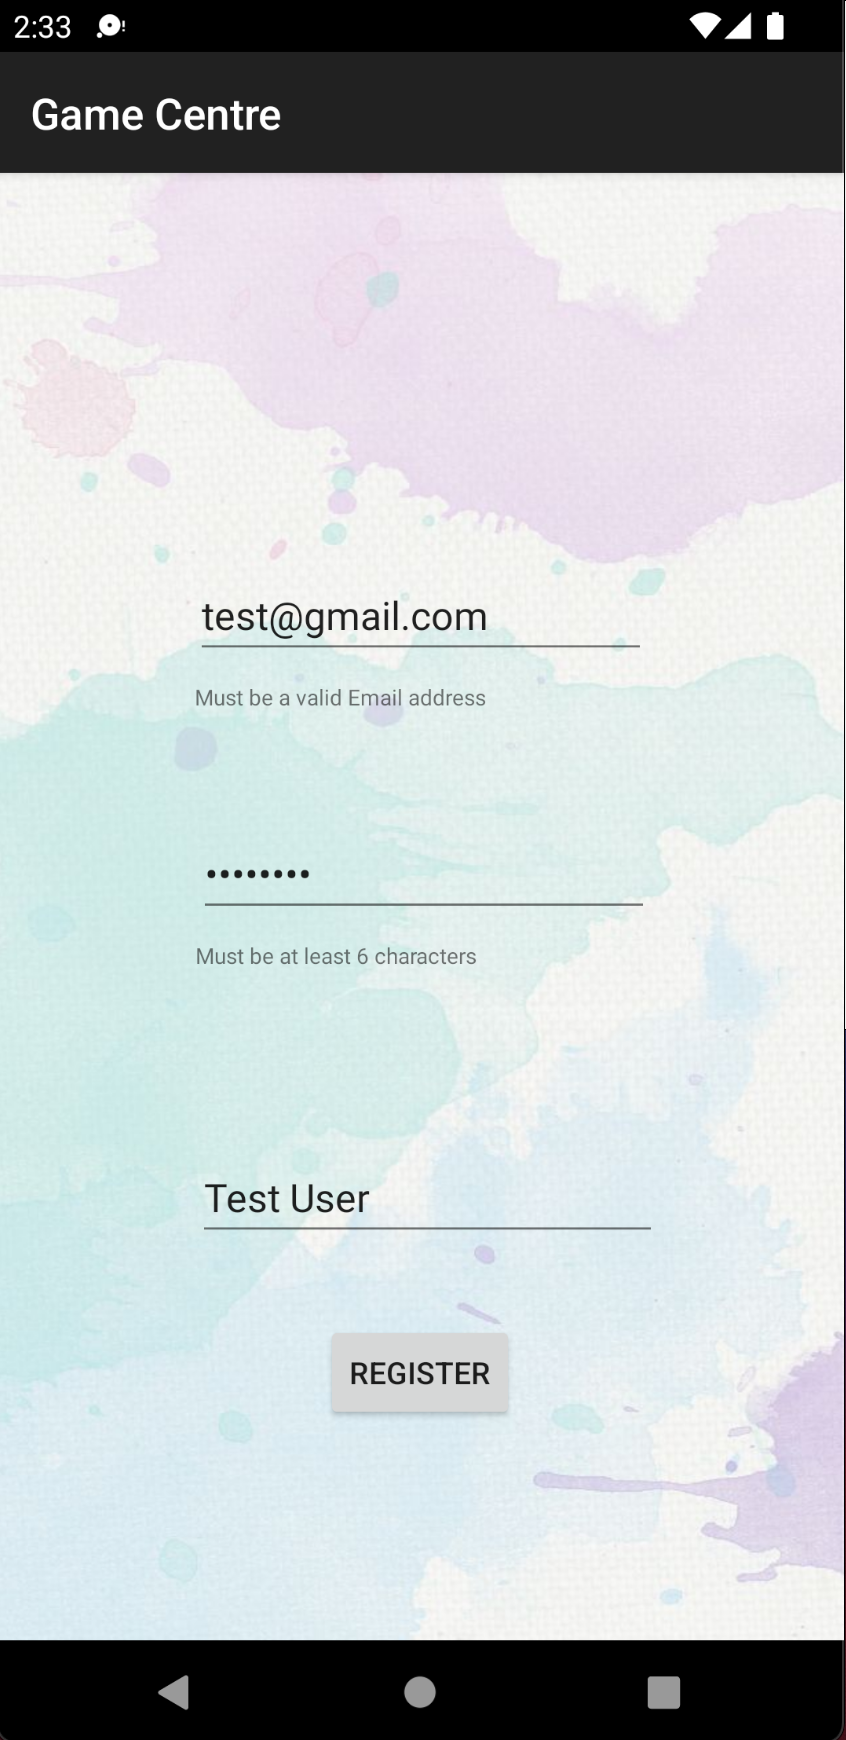 2:33
Game Centre
test@gmail.com
Must be a valid Email address
••••••••
Must be at least 6 characters
Test User
REGISTER